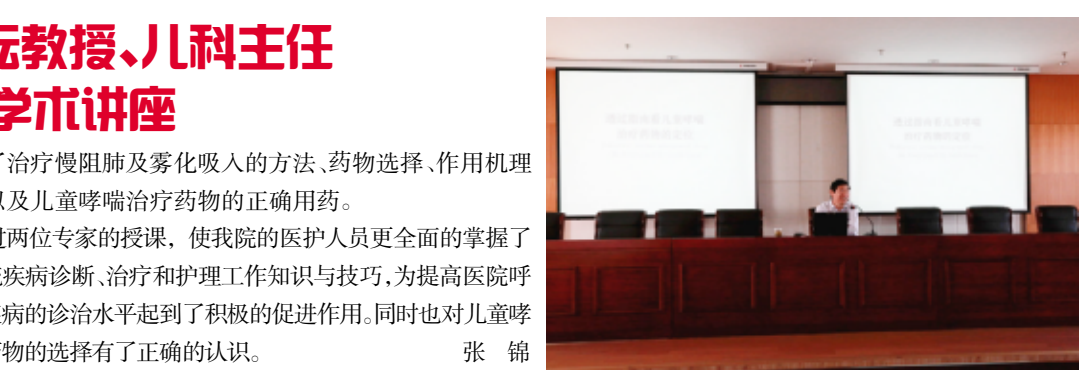 教授、儿科主任
学术讲座
了治疗慢阻肺及雾化吸入的方法、药物选择、作用机理
以及儿童哮喘治疗药物的正确用药。
过两位专家的授课，使我院的医护人员更全面的掌握了
疾病诊断、治疗和护理工作知识与技巧,为提高医院呼
病的诊治水平起到了积极的促进作用。同时也对儿童哮
物的选择有了正确的认识。 张 锦